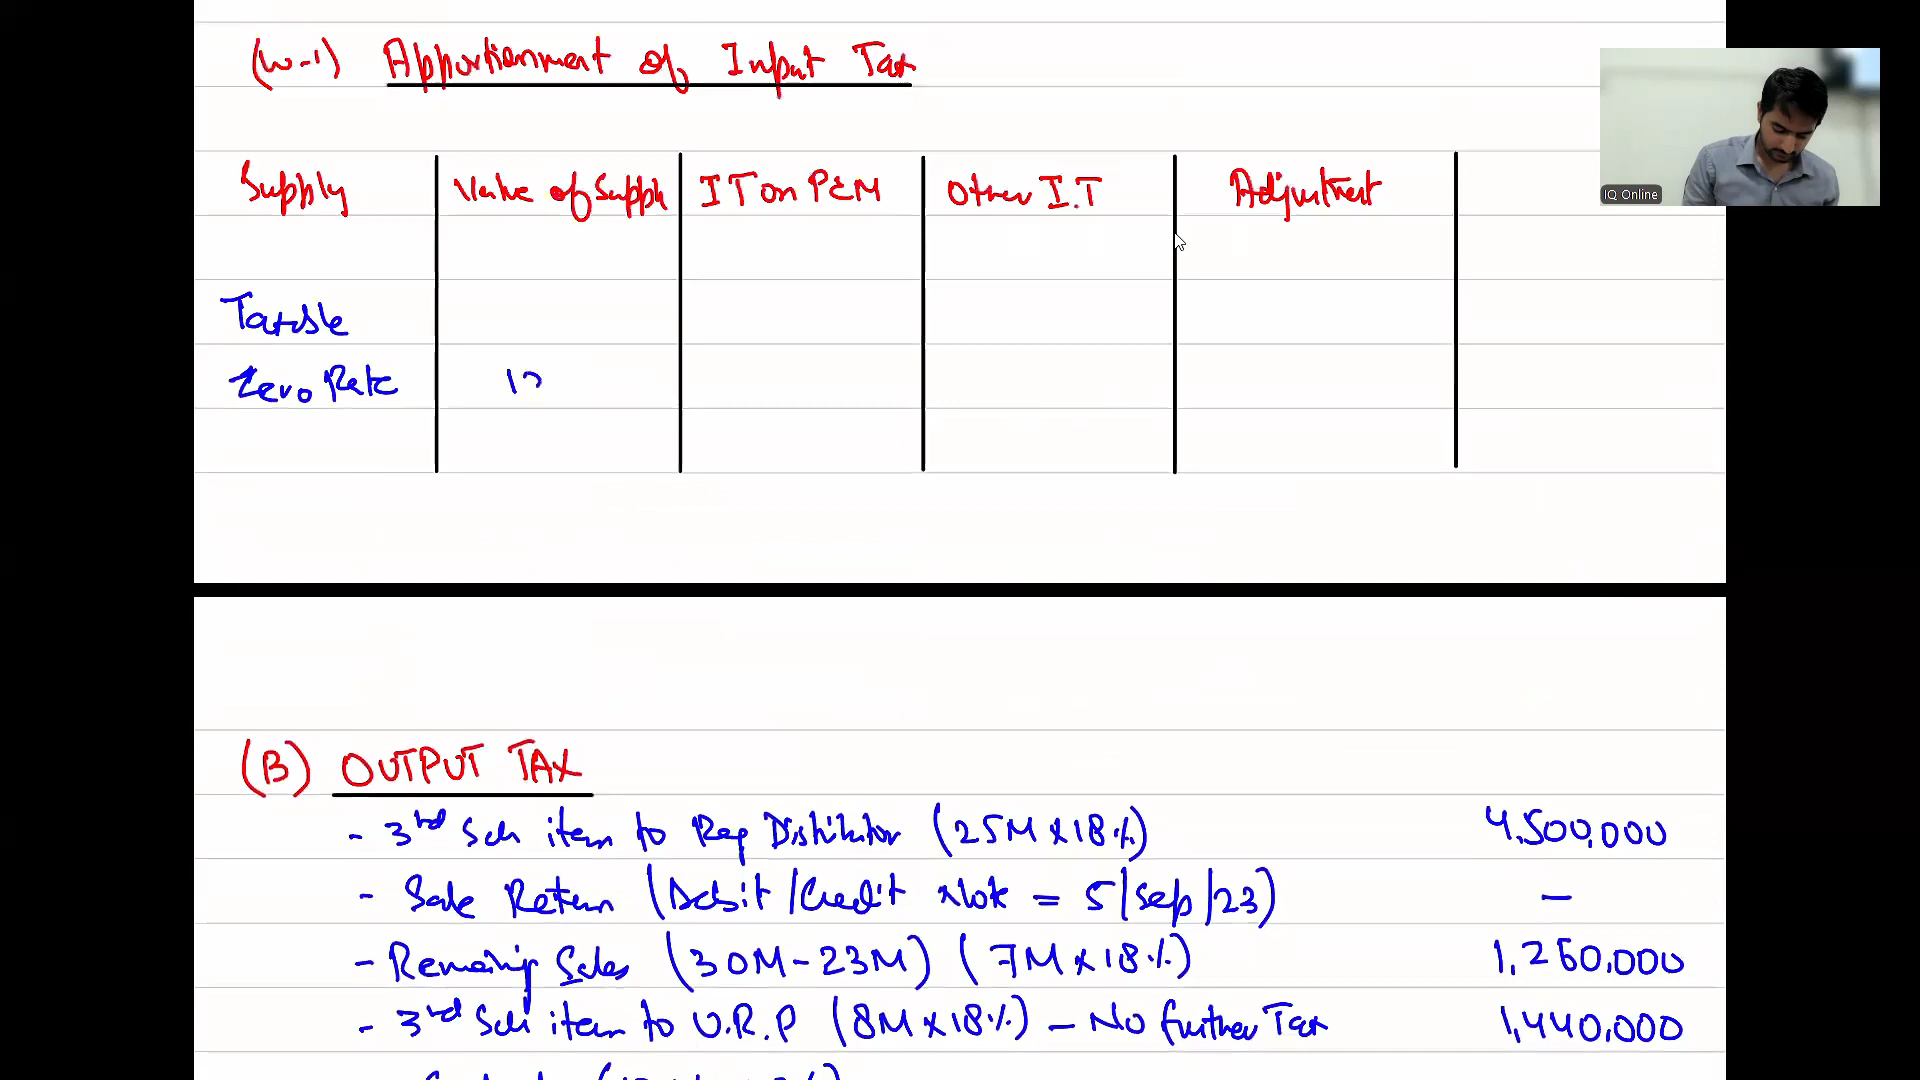 (W-1) Apportionment of Input Tax
Supply Value of Supply IT on P&M Other I.T Adjustment
IQ Online
Taxable
Zero Rate 12
(B) OUTPUT TAX
- 3rd Sch item to Reg Distributor (25M x 18%) 4,500,000
- Sale Return (Debit/Credit Note = 5/Sep/23) —
- Remaining Sales (30M - 23M) (7M x 18%) 1,260,000
- 3rd Sch item to U.R.P (8M x 18%) - No further Tax 1,440,000